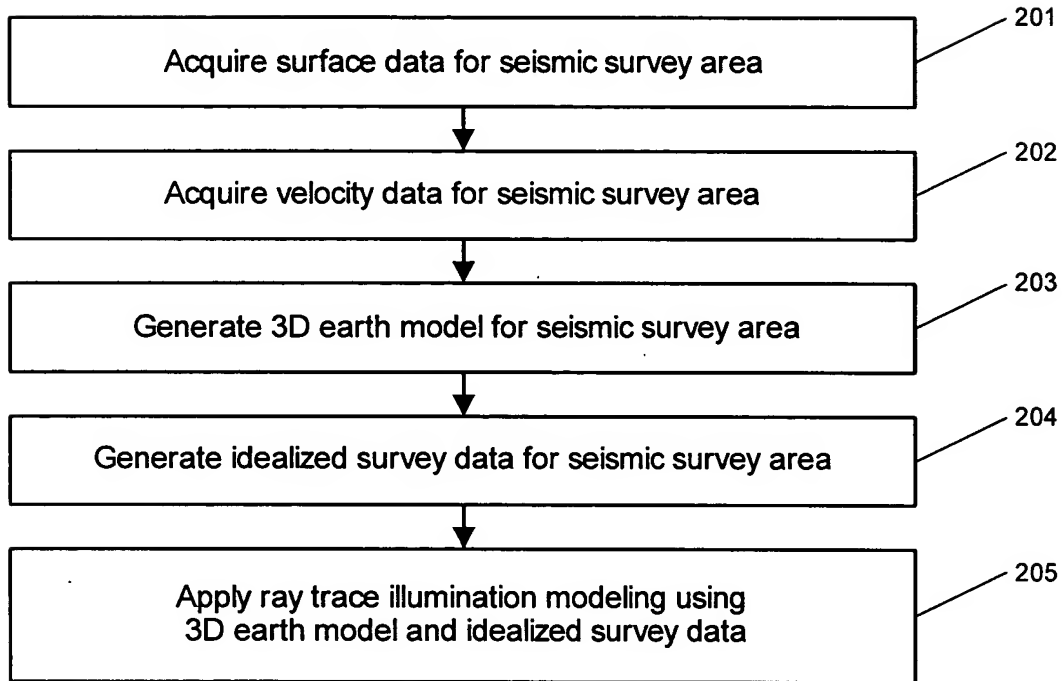 201
Acquire surface data for seismic survey area
202
Acquire velocity data for seismic survey area
203
Generate 3D earth model for seismic survey area
204
Generate idealized survey data for seismic survey area
205
Apply ray trace illumination modeling using
3D earth model and idealized survey data